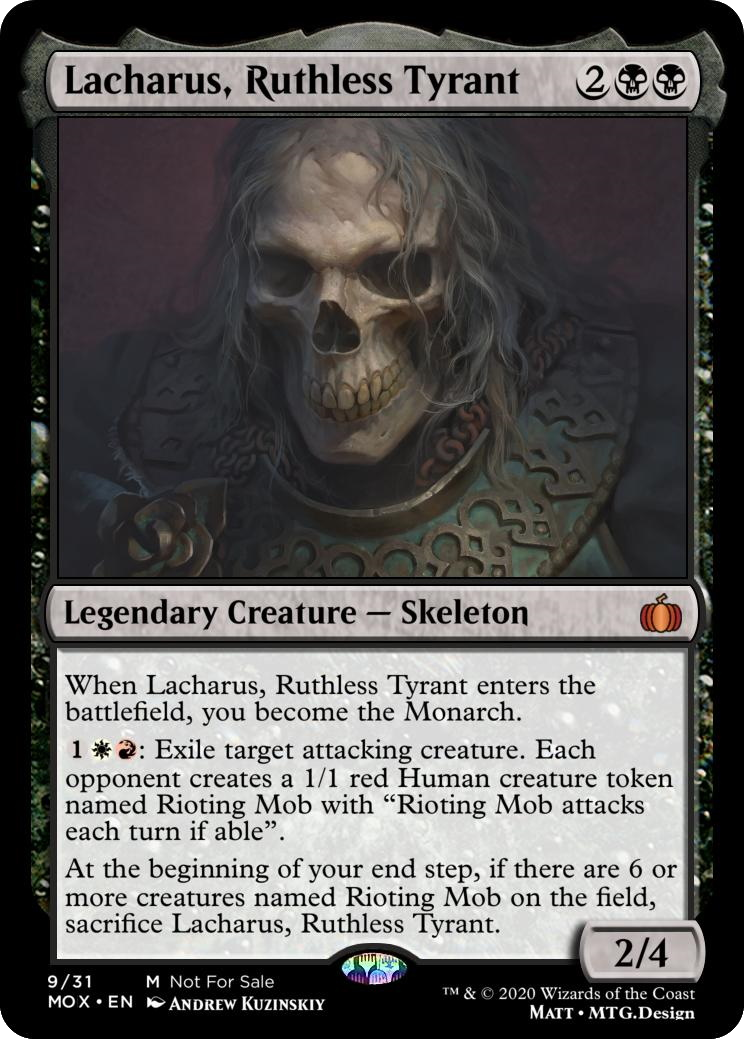 Lacharus, Ruthless Tyrant 2
Legendary Creature — Skeleton
When Lacharus, Ruthless Tyrant enters the
battlefield, you become the Monarch.
1 : Exile target attacking creature. Each
opponent creates a 1/1 red Human creature token
named Rioting Mob with “Rioting Mob attacks
each turn if able”.
At the beginning of your end step, if there are 6 or
more creatures named Rioting Mob on the field,
sacrifice Lacharus, Ruthless Tyrant.
2/4
9/31 M Not For Sale
MOX • EN Andrew Kuzinskiy
™ & © 2020 Wizards of the Coast
Matt • MTG.Design